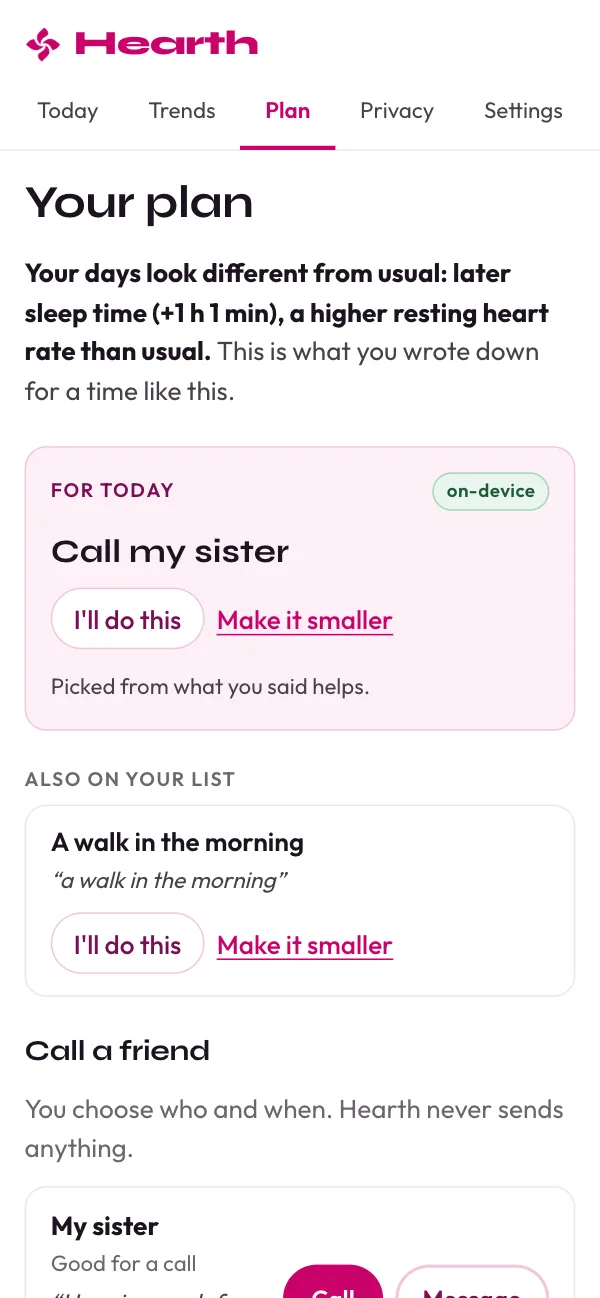 Hearth
Today Trends Plan Privacy Settings
Your plan
Your days look different from usual: later
sleep time (+1 h 1 min), a higher resting heart
rate than usual. This is what you wrote down
for a time like this.
FOR TODAY on-device
Call my sister
I'll do this Make it smaller
Picked from what you said helps.
ALSO ON YOUR LIST
A walk in the morning
“a walk in the morning”
I'll do this Make it smaller
Call a friend
You choose who and when. Hearth never sends
anything.
My sister
Good for a call
Call Message